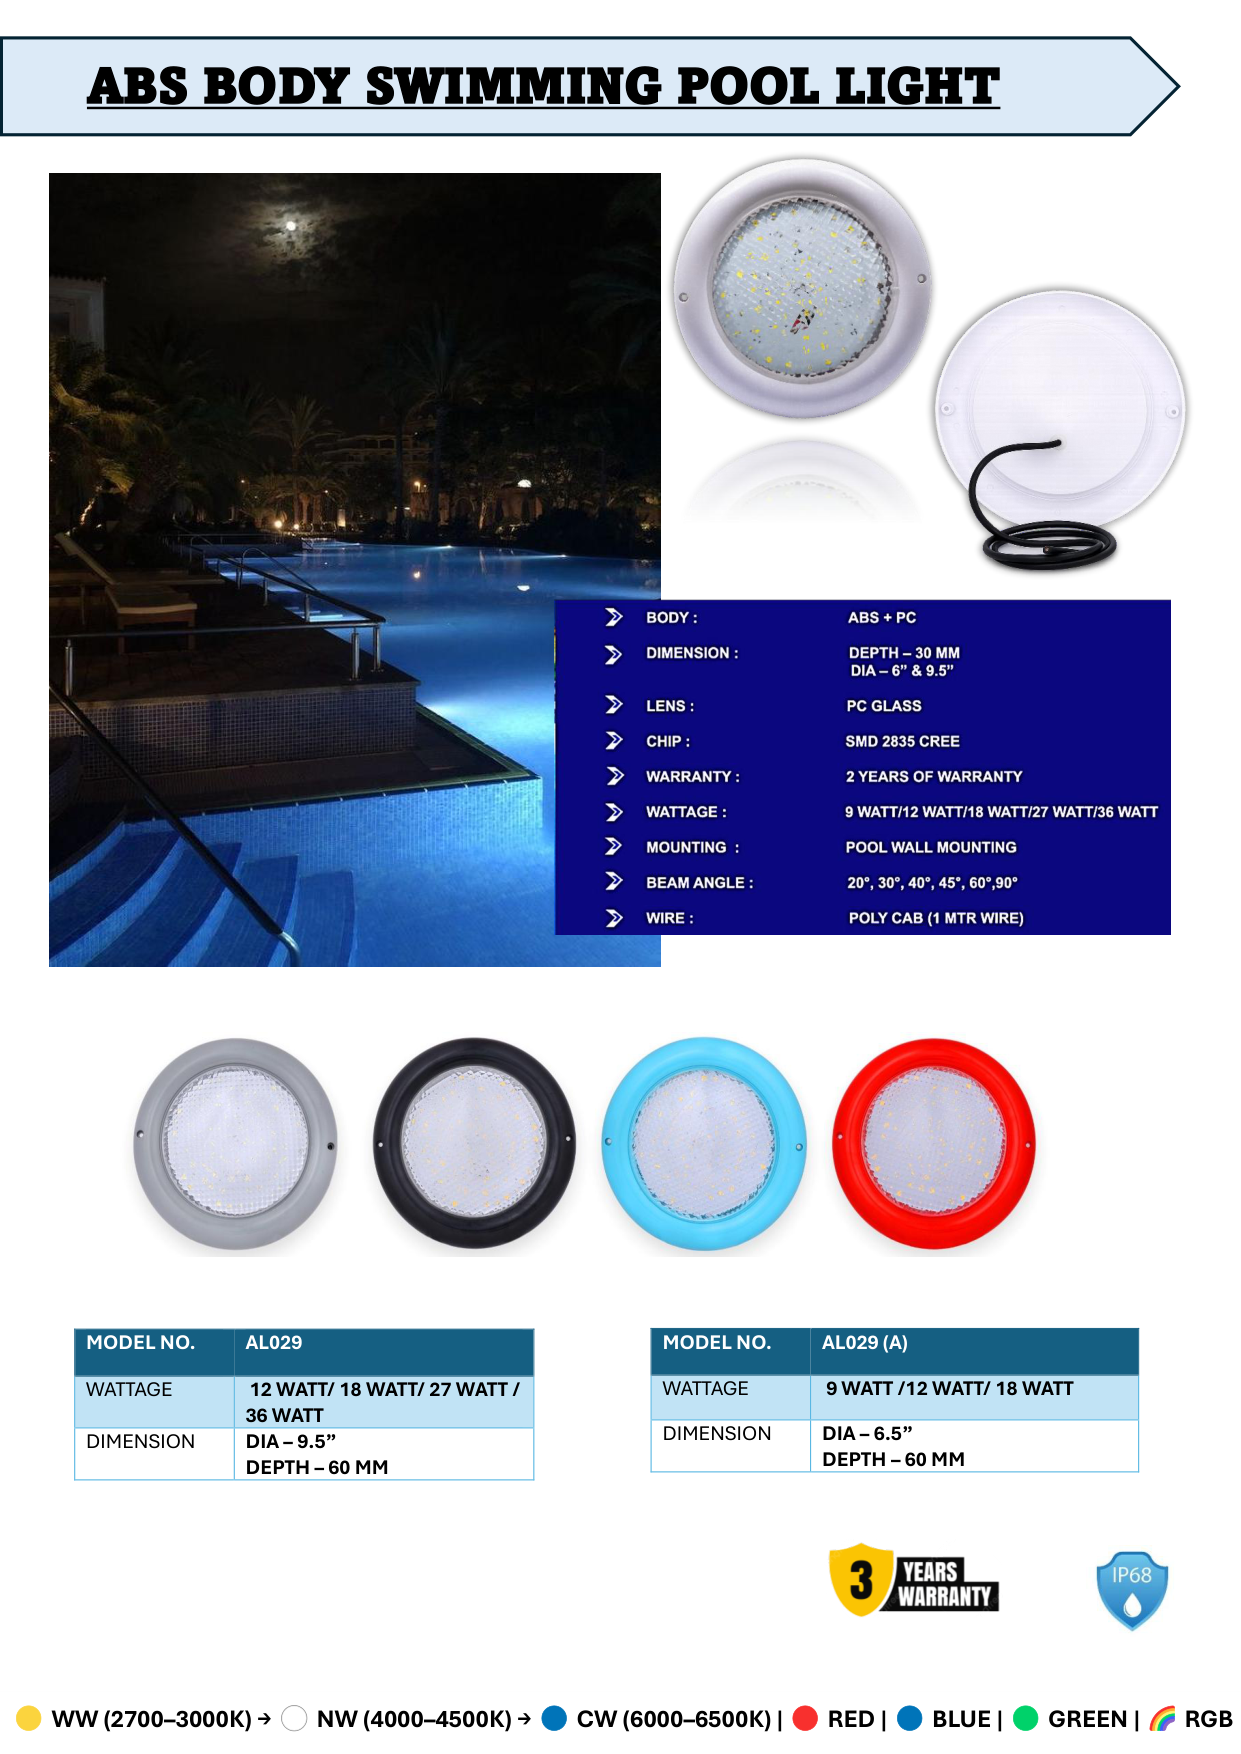 ABS BODY SWIMMING POOL LIGHT
BODY : ABS + PC
DIMENSION : DEPTH – 30 MM
DIA – 6” & 9.5”
LENS : PC GLASS
CHIP : SMD 2835 CREE
WARRANTY : 2 YEARS OF WARRANTY
WATTAGE : 9 WATT/12 WATT/18 WATT/27 WATT/36 WATT
MOUNTING : POOL WALL MOUNTING
BEAM ANGLE : 20°, 30°, 40°, 45°, 60°,90°
WIRE : POLY CAB (1 MTR WIRE)
MODEL NO. AL029
WATTAGE 12 WATT/ 18 WATT/ 27 WATT /
36 WATT
DIMENSION DIA – 9.5”
DEPTH – 60 MM
MODEL NO. AL029 (A)
WATTAGE 9 WATT /12 WATT/ 18 WATT
DIMENSION DIA – 6.5”
DEPTH – 60 MM
3 YEARS
WARRANTY
IP68
WW (2700–3000K) → NW (4000–4500K) → CW (6000–6500K) | RED | BLUE | GREEN | RGB